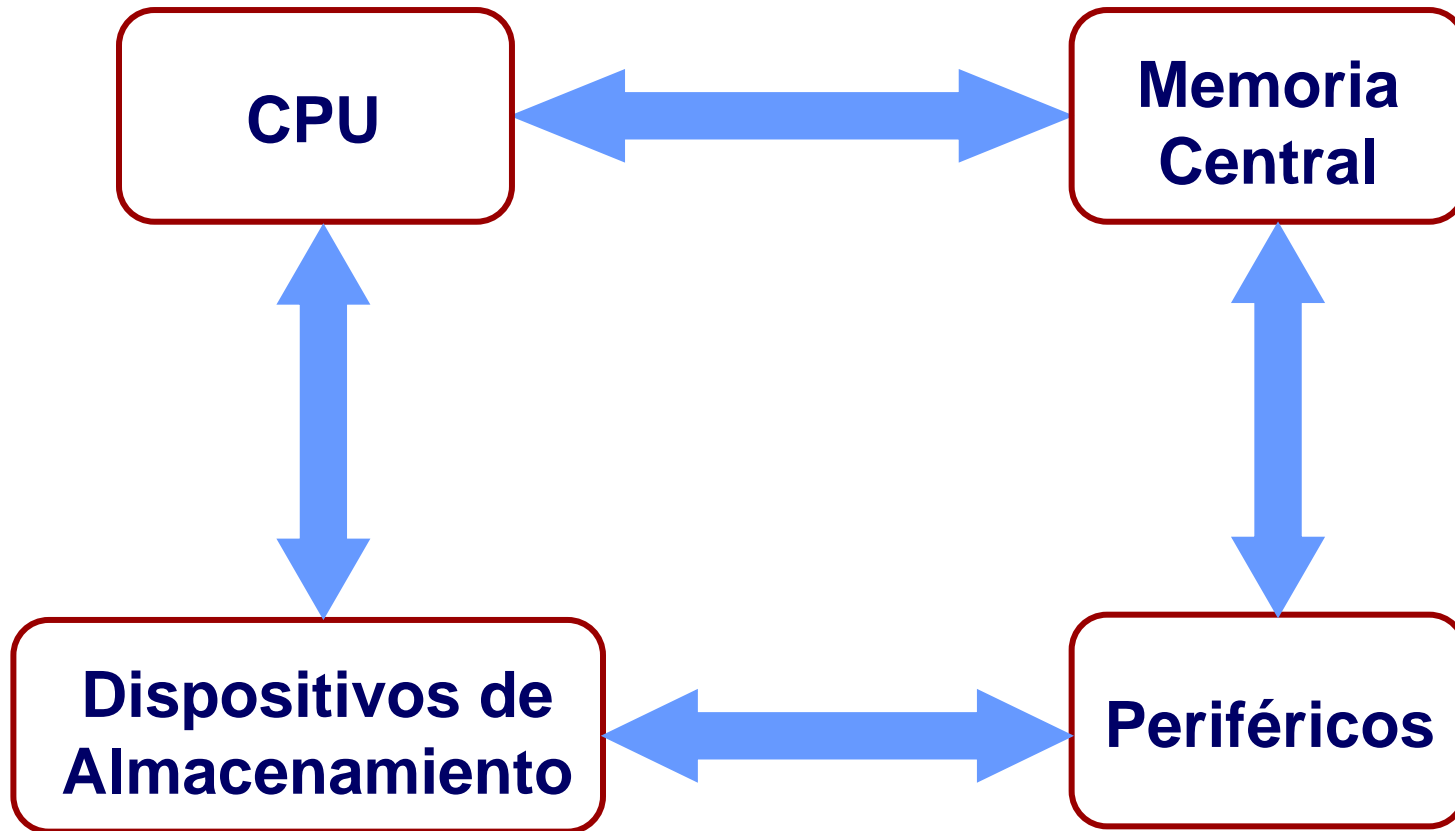 CPU
Memoria
Central
Dispositivos de
Almacenamiento
Periféricos